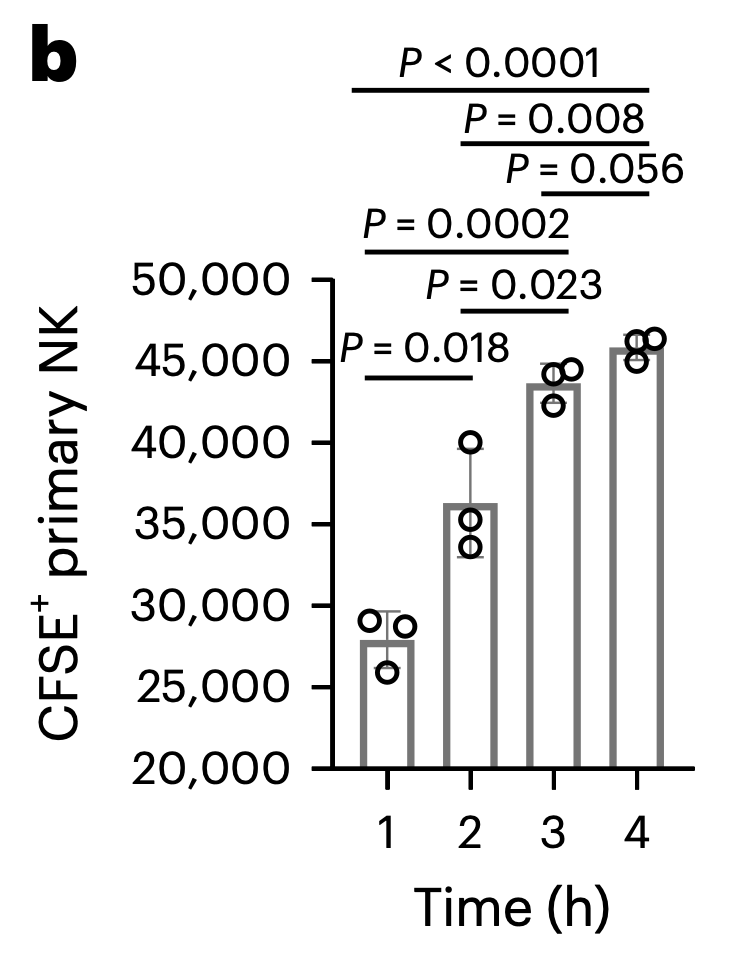 b
P < 0.0001
P = 0.008
P = 0.056
P = 0.0002
P = 0.023
P = 0.018
CFSE⁺ primary NK
50,000
45,000
40,000
35,000
30,000
25,000
20,000
1 2 3 4
Time (h)